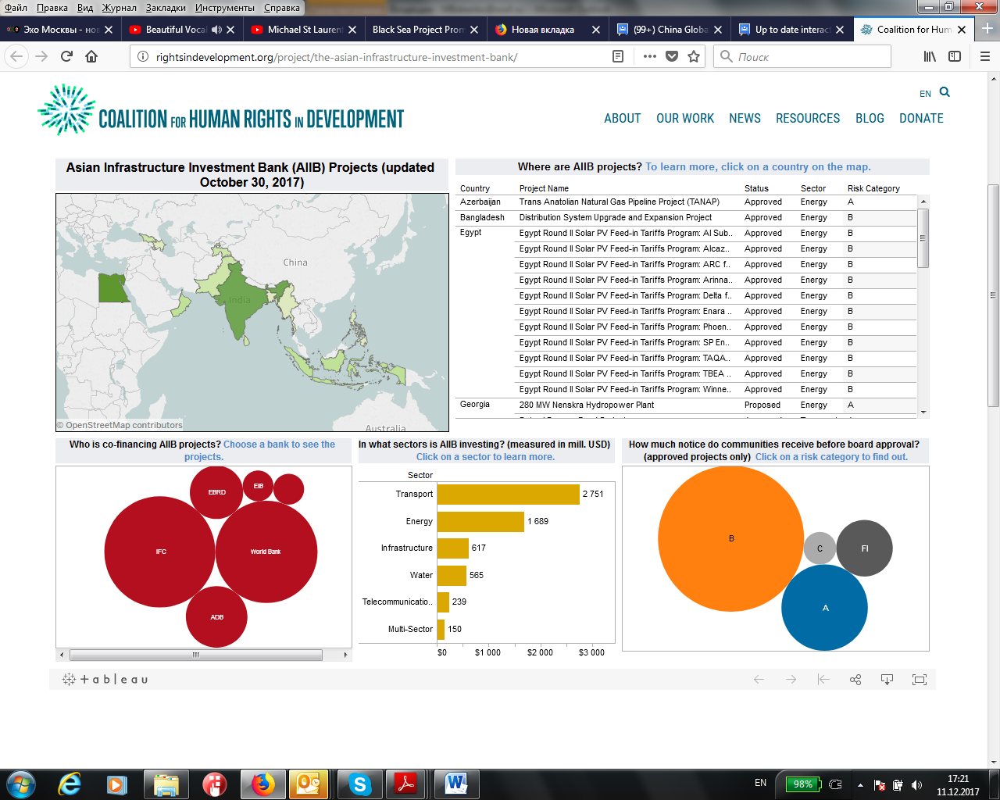 Файл Правка Вид Журнал Закладки Инструменты Справка
Эхо Москвы - нов
Beautiful Vocal
Michael St Laurent
Black Sea Project Prom
Новая вкладка
(99+) China Globa
Up to date interact
Coalition for Hum
rightsindevelopment.org/project/the-asian-infrastructure-investment-bank/
Поиск
EN
COALITION FOR HUMAN RIGHTS IN DEVELOPMENT
ABOUT OUR WORK NEWS RESOURCES BLOG DONATE
Asian Infrastructure Investment Bank (AIIB) Projects (updated
October 30, 2017)
China
India
Australia
© OpenStreetMap contributors
Where are AIIB projects? To learn more, click on a country on the map.
Country Project Name Status Sector Risk Category
Azerbaijan Trans Anatolian Natural Gas Pipeline Project (TANAP) Approved Energy A
Bangladesh Distribution System Upgrade and Expansion Project Approved Energy B
Egypt Egypt Round II Solar PV Feed-in Tariffs Program: Al Sub.. Approved Energy B
Egypt Round II Solar PV Feed-in Tariffs Program: Alcaz.. Approved Energy B
Egypt Round II Solar PV Feed-in Tariffs Program: ARC f.. Approved Energy B
Egypt Round II Solar PV Feed-in Tariffs Program: Arinna.. Approved Energy B
Egypt Round II Solar PV Feed-in Tariffs Program: Delta f.. Approved Energy B
Egypt Round II Solar PV Feed-in Tariffs Program: Enara .. Approved Energy B
Egypt Round II Solar PV Feed-in Tariffs Program: Phoen.. Approved Energy B
Egypt Round II Solar PV Feed-in Tariffs Program: SP En.. Approved Energy B
Egypt Round II Solar PV Feed-in Tariffs Program: TAQA.. Approved Energy B
Egypt Round II Solar PV Feed-in Tariffs Program: TBEA .. Approved Energy B
Egypt Round II Solar PV Feed-in Tariffs Program: Winne.. Approved Energy B
Georgia 280 MW Nenskra Hydropower Plant Proposed Energy A
Who is co-financing AIIB projects? Choose a bank to see the
projects.
EBRD
EIB
IFC
World Bank
ADB
In what sectors is AIIB investing? (measured in mill. USD)
Click on a sector to learn more.
Sector
Transport 2 751
Energy 1 689
Infrastructure 617
Water 565
Telecommunicatio.. 239
Multi-Sector 150
$0 $1 000 $2 000 $3 000
How much notice do communities receive before board approval?
(approved projects only) Click on a risk category to find out.
B
C
FI
A
+ a b | e a u
EN
98%
17:21
11.12.2017